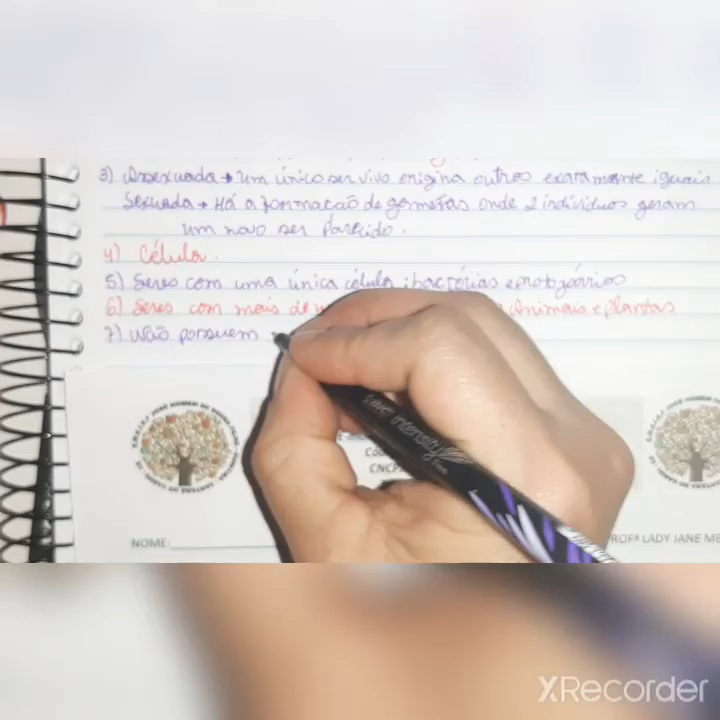 3) Assexuada → Um único ser vivo origina outros exatamente iguais
Sexuada → Há a formação de gametas onde 2 indivíduos geram
um novo ser parecido.
4) Célula.
5) Seres com uma única célula: bactérias e protozoários
6) Seres com mais de Animais e plantas
7) Não possuem
intensity
NOME:
LADY JANE ME
XRecorder